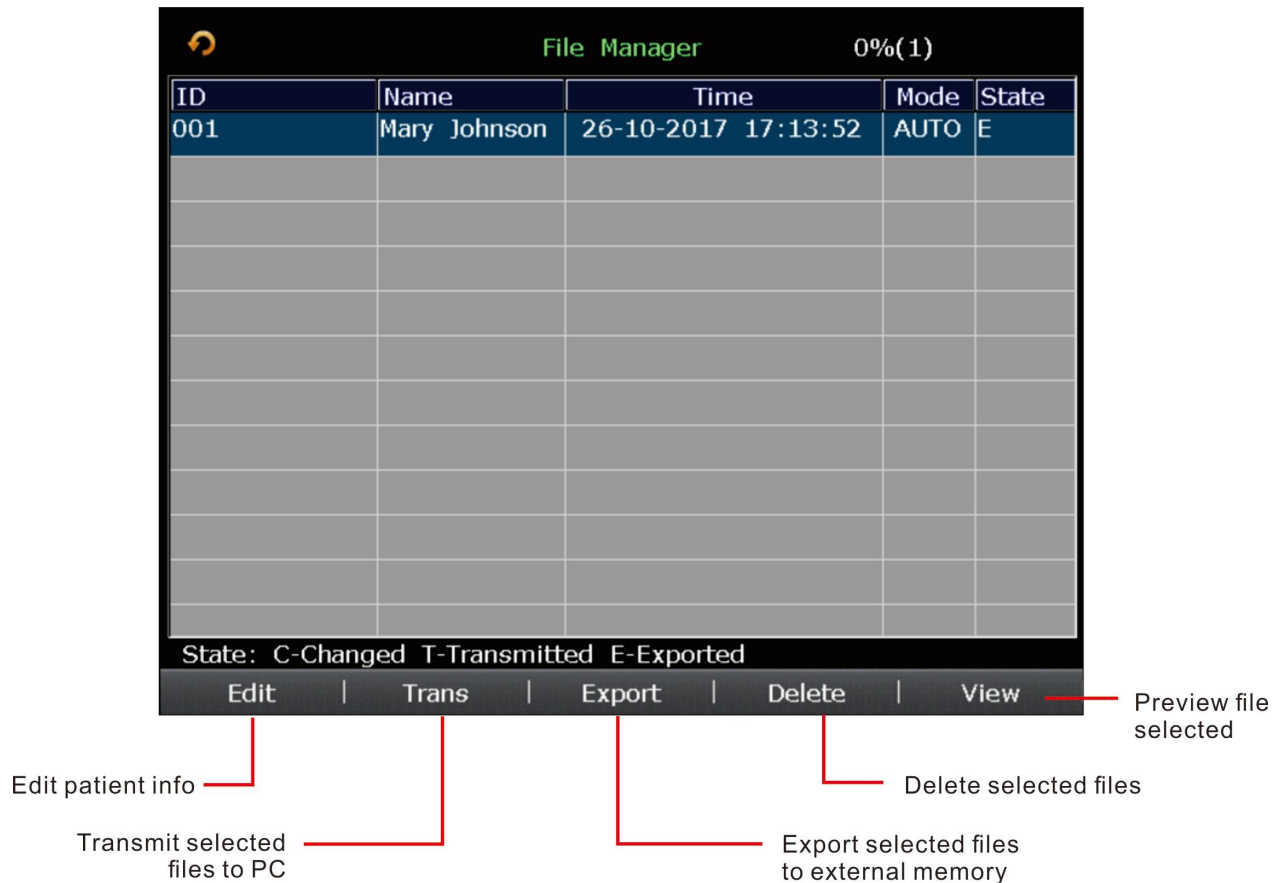 File Manager 0%(1)
ID Name Time Mode State
001 Mary Johnson 26-10-2017 17:13:52 AUTO E
State: C-Changed T-Transmitted E-Exported
Edit | Trans | Export | Delete | View
Preview file
selected
Edit patient info
Delete selected files
Transmit selected
files to PC
Export selected files
to external memory